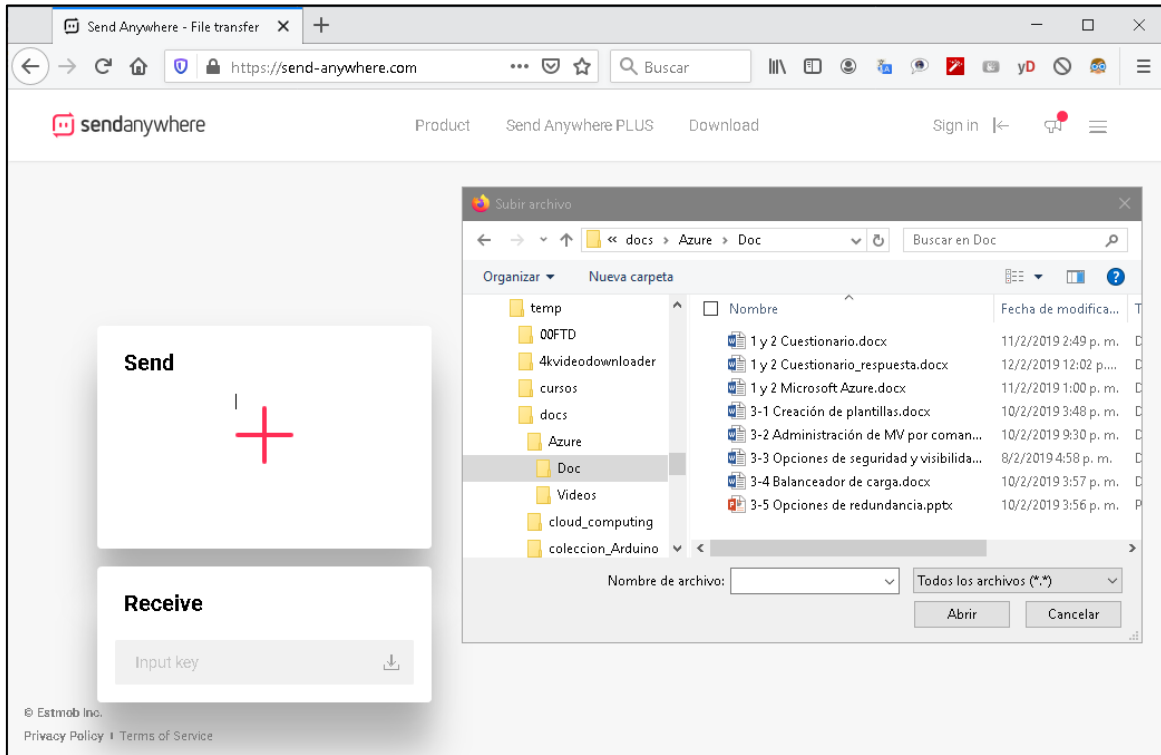 Send Anywhere - File transfer
https://send-anywhere.com
Buscar
yD
sendanywhere
Product Send Anywhere PLUS Download Sign in
Send
Receive
Input key
© Estmob Inc.
Privacy Policy Terms of Service
Subir archivo
« docs > Azure > Doc
Buscar en Doc
Organizar Nueva carpeta
temp
00FTD
4kvideodownloader
cursos
docs
Azure
Doc
Videos
cloud_computing
coleccion_Arduino
Nombre Fecha de modifica... T
1 y 2 Cuestionario.docx 11/2/2019 2:49 p. m. D
1 y 2 Cuestionario_respuesta.docx 12/2/2019 12:02 p.... D
1 y 2 Microsoft Azure.docx 11/2/2019 1:00 p. m. D
3-1 Creación de plantillas.docx 10/2/2019 3:48 p. m. D
3-2 Administración de MV por coman... 10/2/2019 9:30 p. m. D
3-3 Opciones de seguridad y visibilida... 8/2/2019 4:58 p. m. D
3-4 Balanceador de carga.docx 10/2/2019 3:57 p. m. D
3-5 Opciones de redundancia.pptx 10/2/2019 3:56 p. m. P
Nombre de archivo:
Todos los archivos (*.*)
Abrir Cancelar